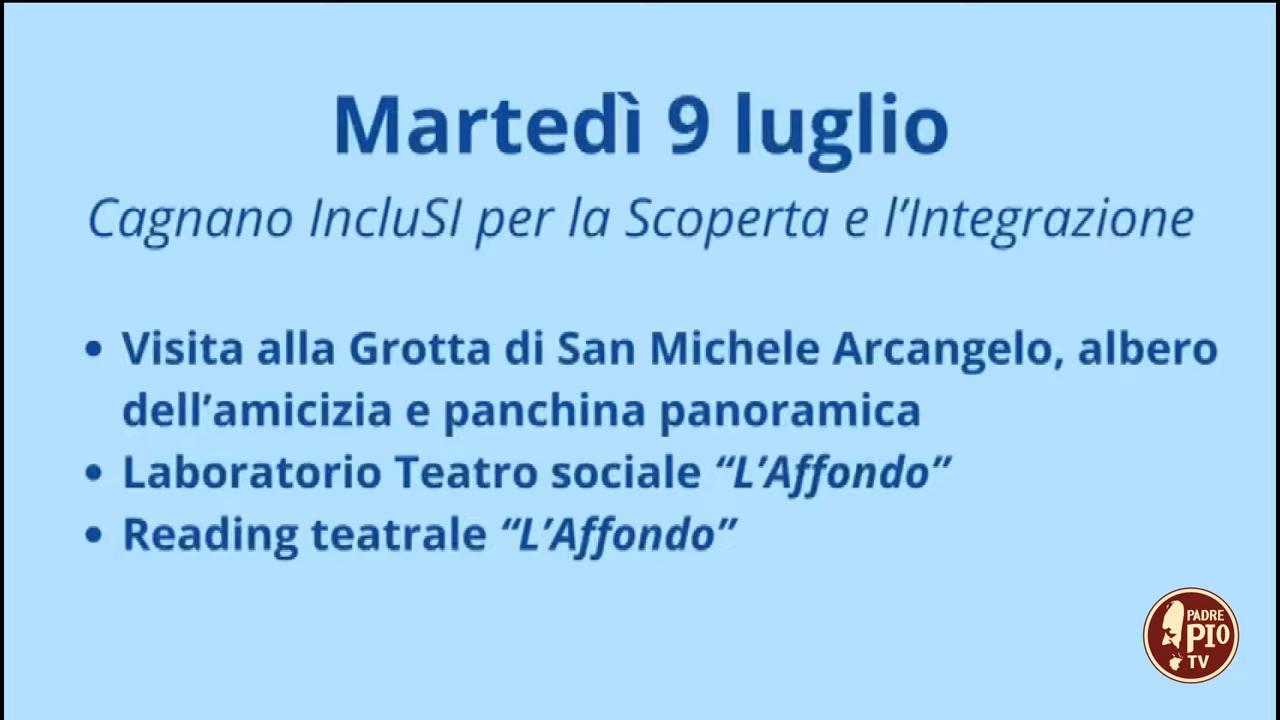 Martedì 9 luglio
Cagnano IncluSI per la Scoperta e l’Integrazione
• Visita alla Grotta di San Michele Arcangelo, albero
dell’amicizia e panchina panoramica
• Laboratorio Teatro sociale “L’Affondo”
• Reading teatrale “L’Affondo”
PADRE
PIO
TV